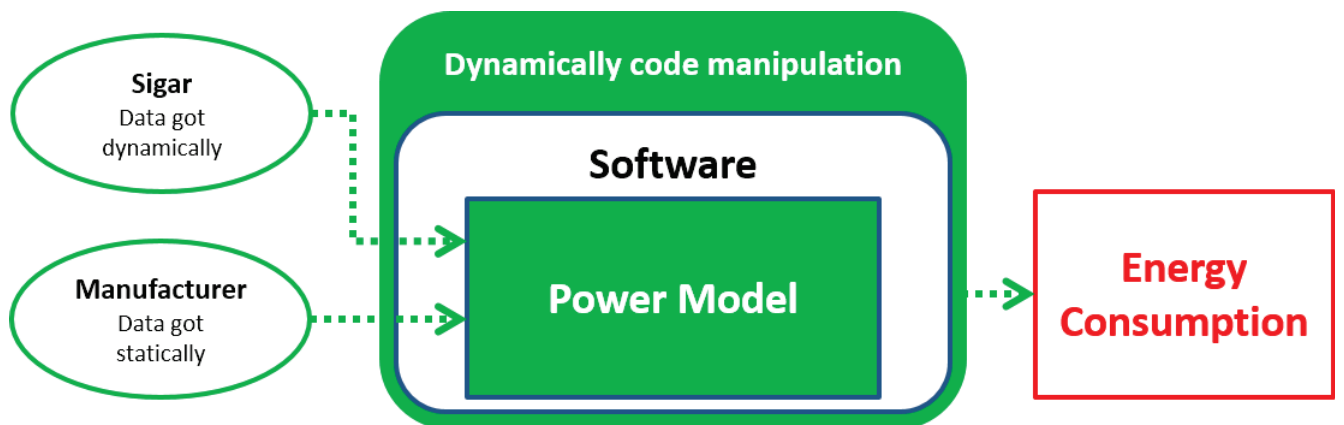 Sigar
Data got
dynamically
Manufacturer
Data got
statically
Dynamically code manipulation
Software
Power Model
Energy
Consumption